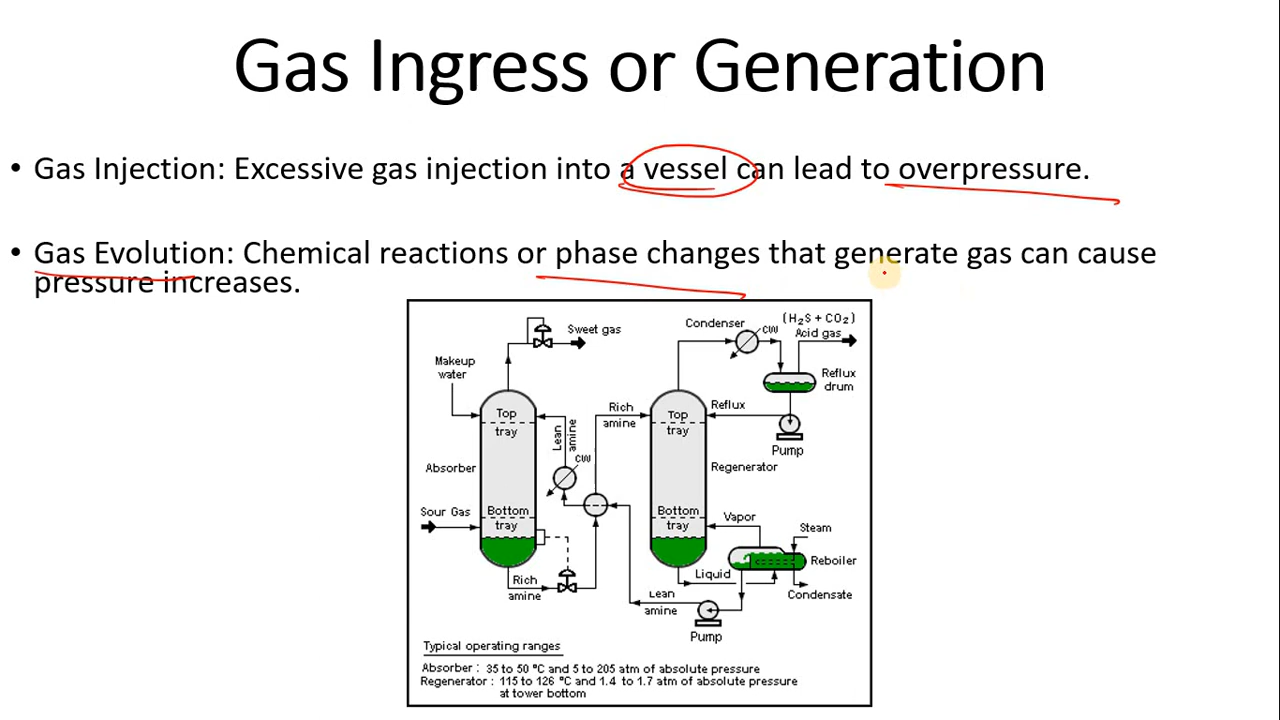 Gas Ingress or Generation
• Gas Injection: Excessive gas injection into a vessel can lead to overpressure.
• Gas Evolution: Chemical reactions or phase changes that generate gas can cause
pressure increases.
Sweet gas
Makeup
water
Top
tray
Absorber
Sour Gas
Bottom
tray
Rich
amine
Lean
amine
CW
Rich
amine
Condenser
CW
(H₂S + CO₂)
Acid gas
Reflux
drum
Reflux
Pump
Top
tray
Regenerator
Bottom
tray
Vapor
Steam
Reboiler
Liquid
Condensate
Lean
amine
Pump
Typical operating ranges
Absorber : 35 to 50 °C and 5 to 205 atm of absolute pressure
Regenerator : 115 to 126 °C and 1.4 to 1.7 atm of absolute pressure
at tower bottom